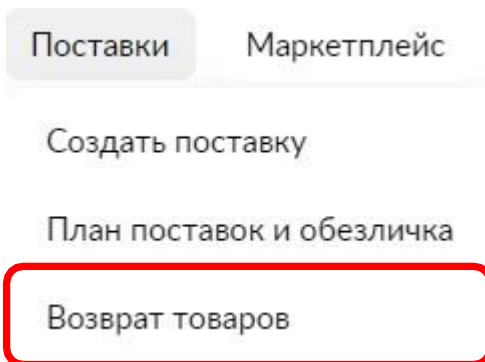 Поставки Маркетплейс
Создать поставку
План поставок и обезличка
Возврат товаров